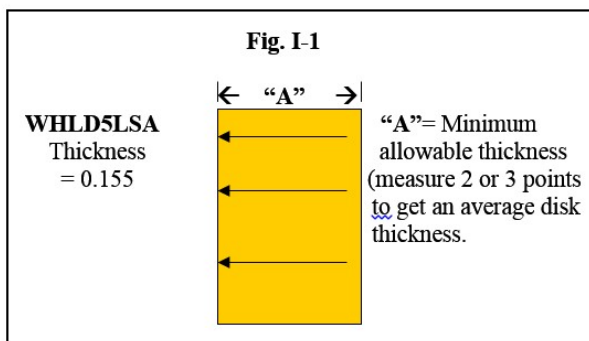 Fig. I-1
“A”
WHLD5LSA
Thickness
= 0.155
“A”= Minimum
allowable thickness
(measure 2 or 3 points
to get an average disk
thickness.